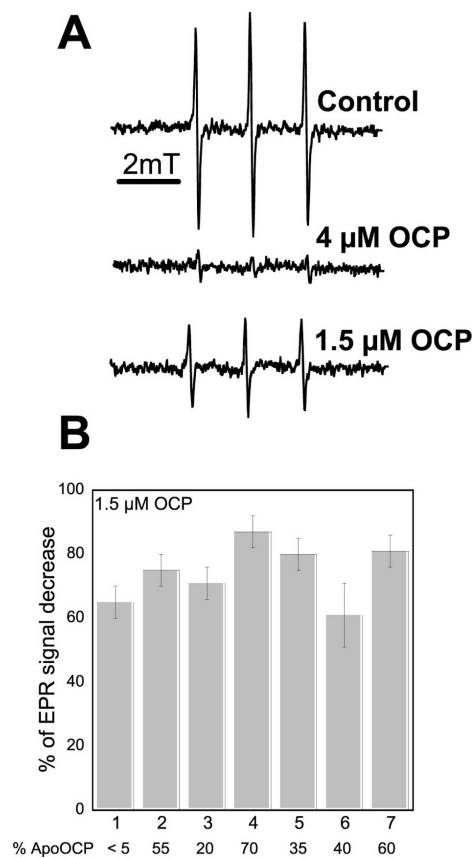 A
Control
2mT
4 µM OCP
1.5 µM OCP
B
100
1.5 µM OCP
80
60
40
20
0
% of EPR signal decrease
1 2 3 4 5 6 7
% ApoOCP < 5 55 20 70 35 40 60